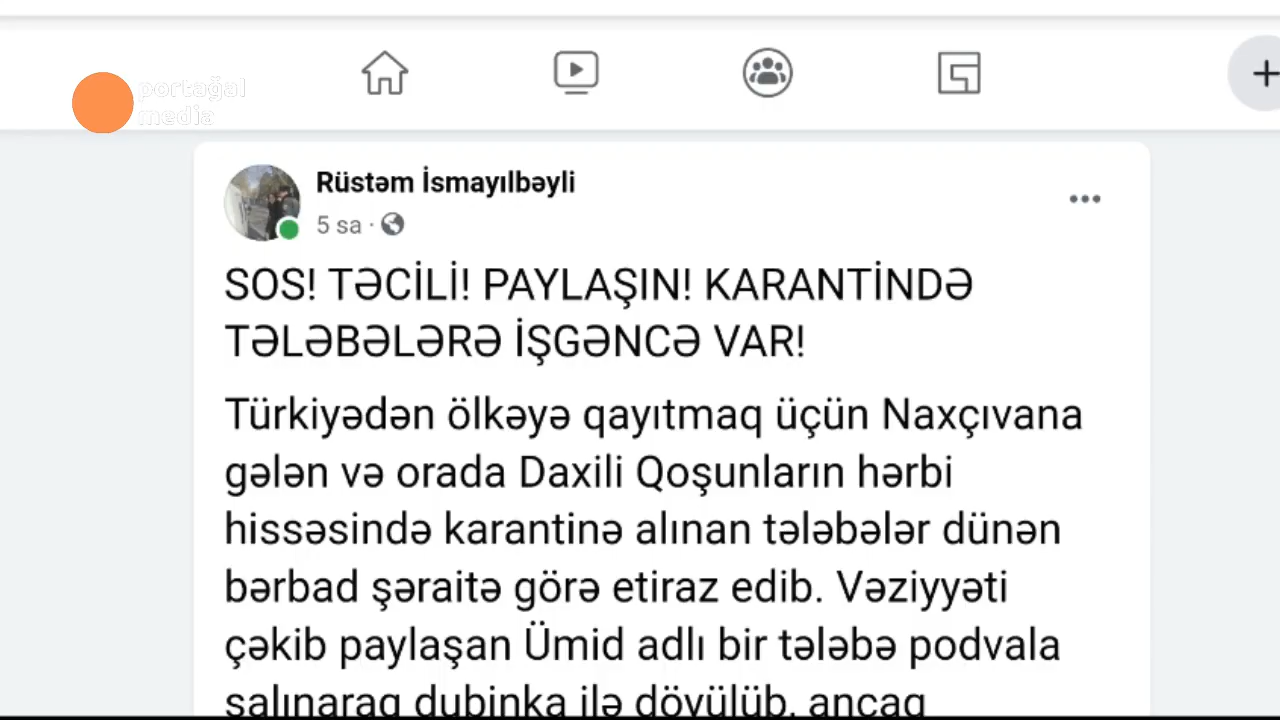 portağal
media
Rüstəm İsmayılbəyli
5 sa ·
SOS! TƏCİLİ! PAYLAŞIN! KARANTİNDƏ
TƏLƏBƏLƏRƏ İŞGƏNCƏ VAR!
Türkiyədən ölkəyə qayıtmaq üçün Naxçıvana
gələn və orada Daxili Qoşunların hərbi
hissəsində karantinə alınan tələbələr dünən
bərbad şəraitə görə etiraz edib. Vəziyyəti
çəkib paylaşan Ümid adlı bir tələbə podvala
salınaraq dubinka ilə döyülüb, ancaq